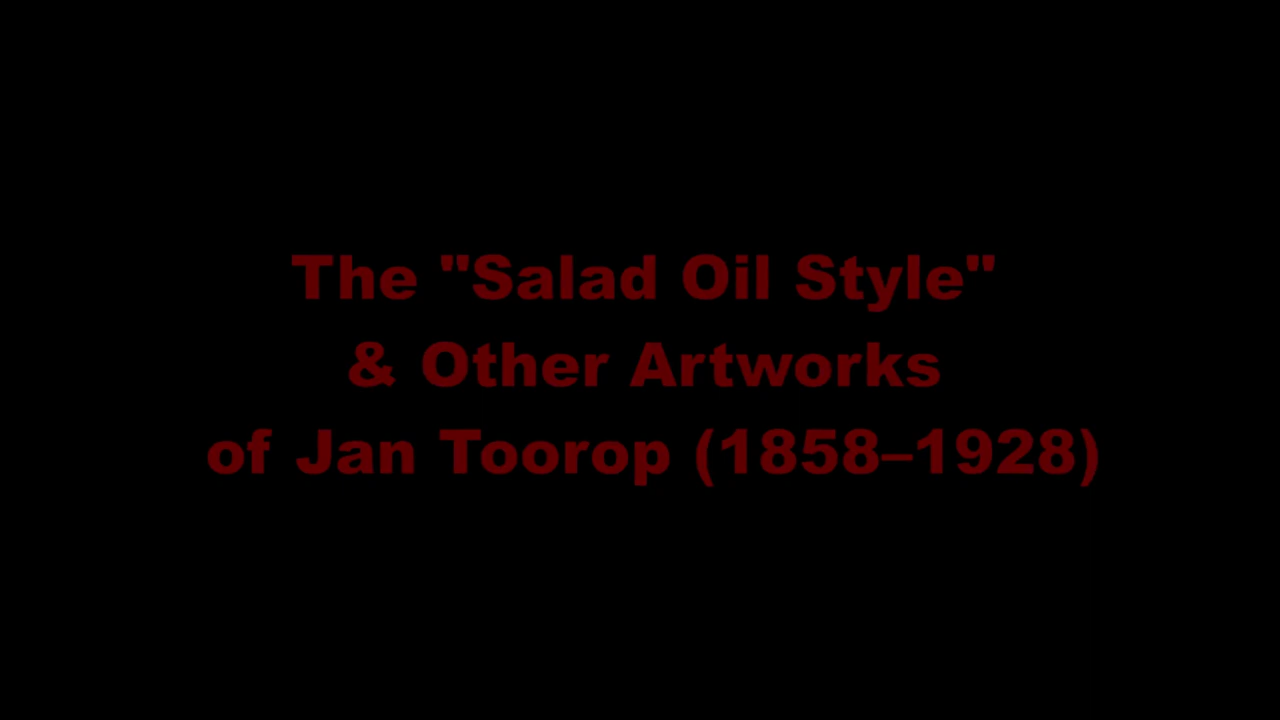 The "Salad Oil Style"
& Other Artworks
of Jan Toorop (1858–1928)